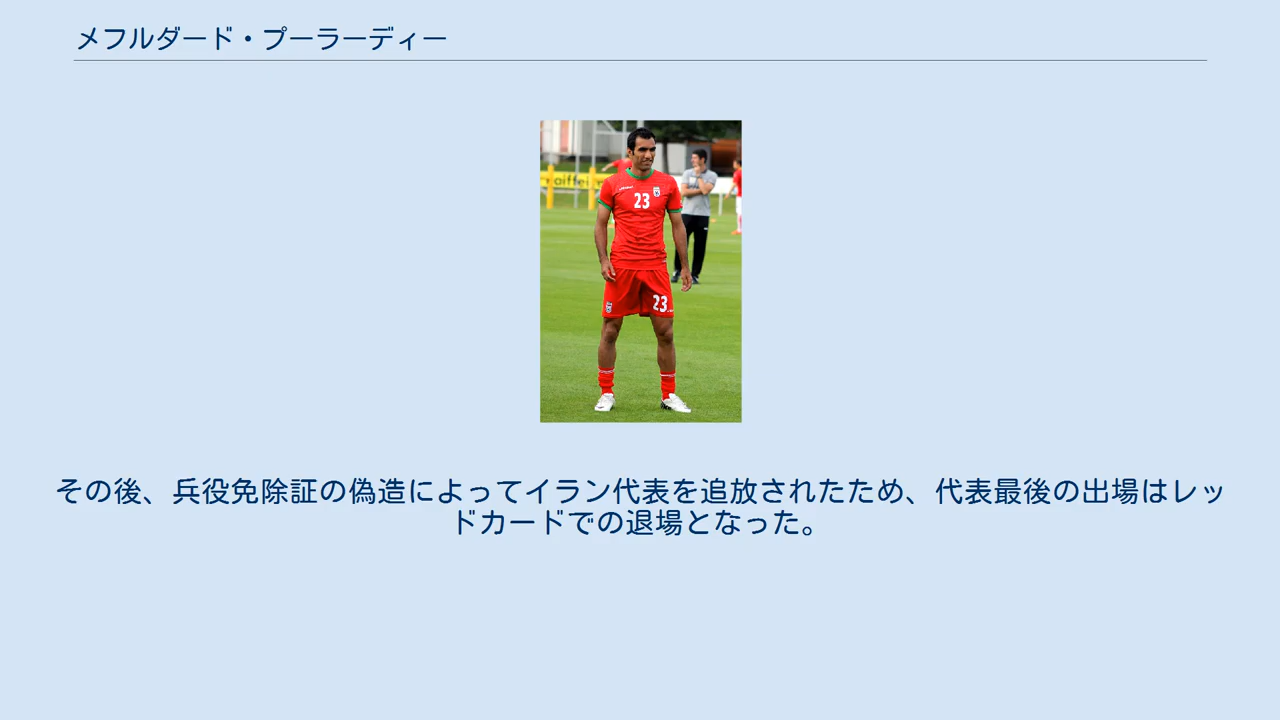 メフルダード・プーラーディー
aiffei
23
23
その後、兵役免除証の偽造によってイラン代表を追放されたため、代表最後の出場はレッ
ドカードでの退場となった。